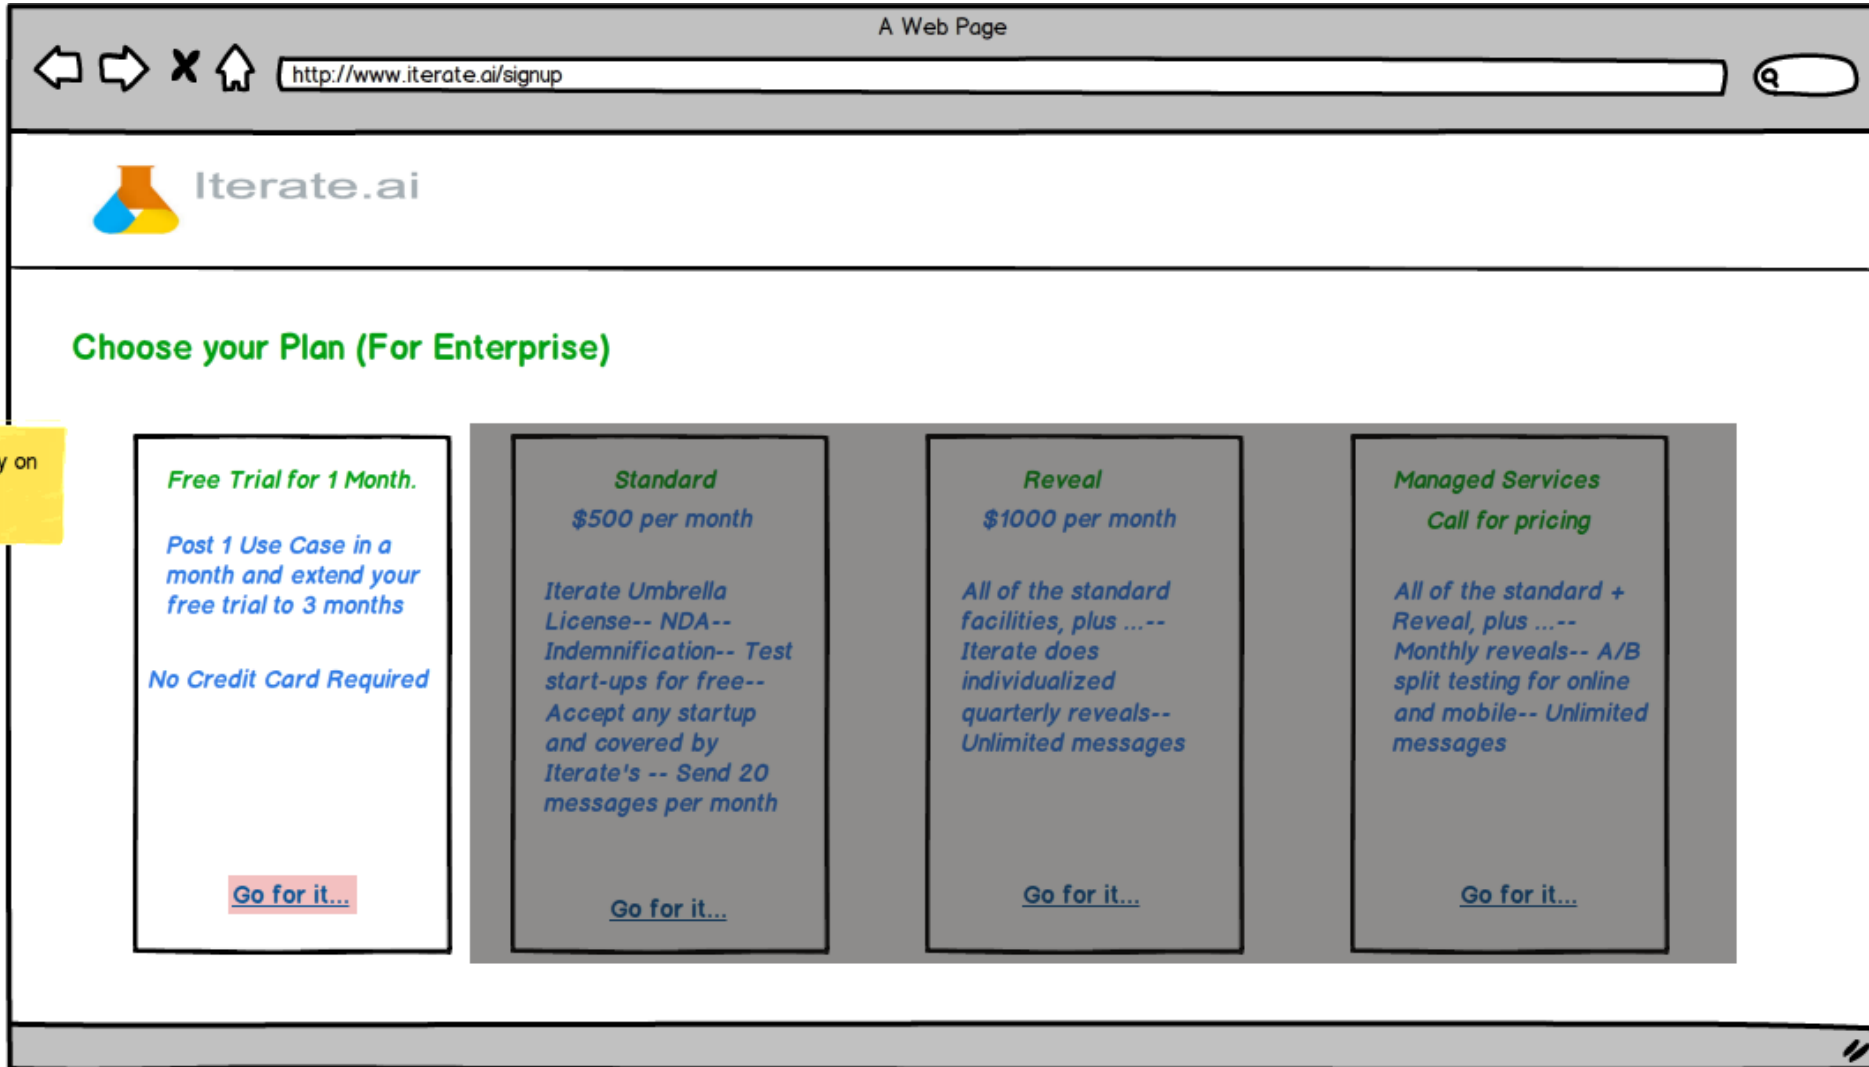 A Web Page
http://www.iterate.ai/signup
Iterate.ai
Choose your Plan (For Enterprise)
on
Free Trial for 1 Month.
Post 1 Use Case in a
month and extend your
free trial to 3 months
No Credit Card Required
Go for it...
Standard
$500 per month
Iterate Umbrella
License-- NDA--
Indemnification-- Test
start-ups for free--
Accept any startup
and covered by
Iterate's -- Send 20
messages per month
Go for it...
Reveal
$1000 per month
All of the standard
facilities, plus ...--
Iterate does
individualized
quarterly reveals--
Unlimited messages
Go for it...
Managed Services
Call for pricing
All of the standard +
Reveal, plus ...--
Monthly reveals-- A/B
split testing for online
and mobile-- Unlimited
messages
Go for it...